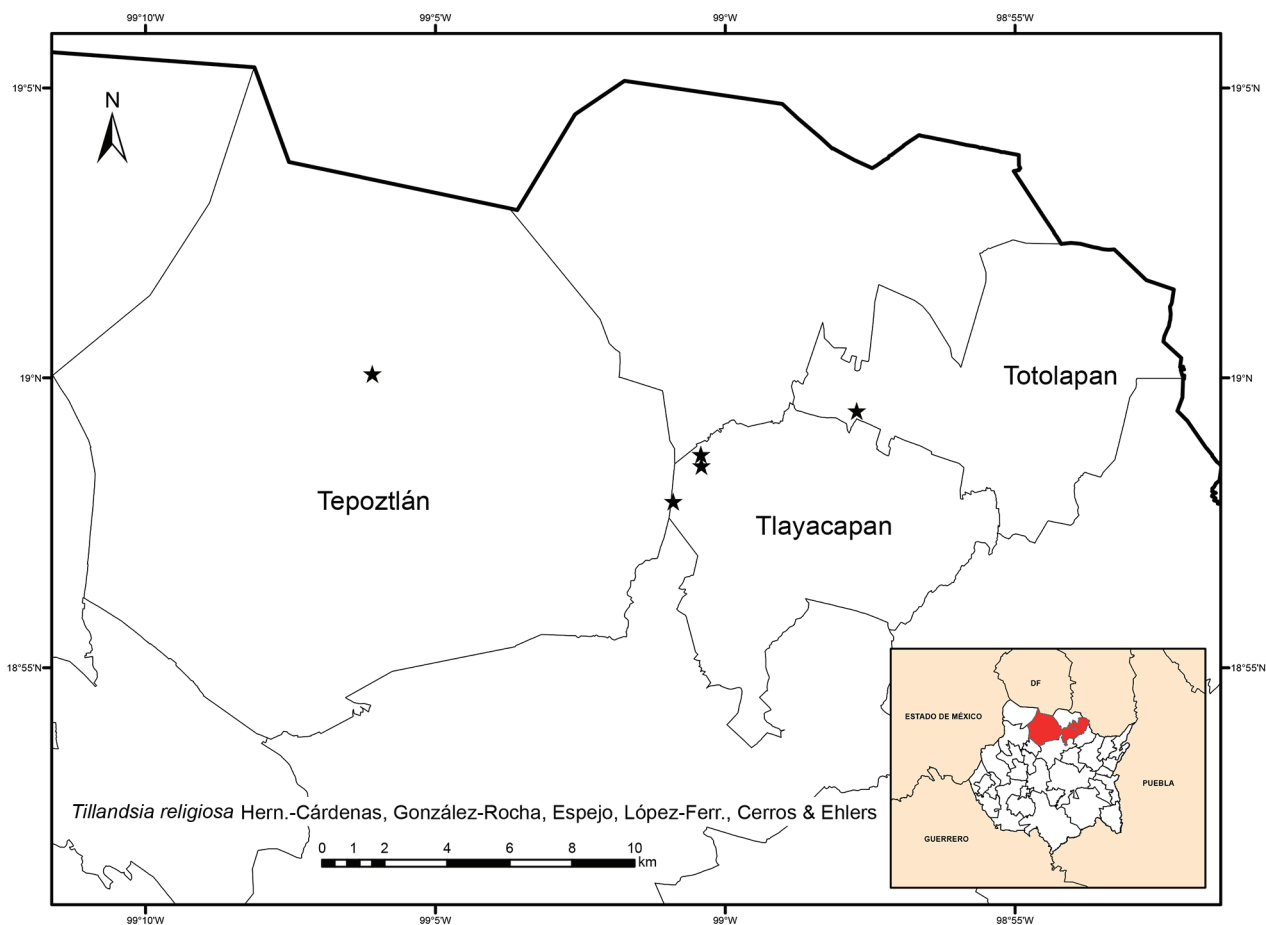 99°10'W 99°5'W 99°W 98°55'W
19°5'N 19°5'N
N
19°N 19°N
Totolapan
Tepoztlán
Tlayacapan
18°55'N 18°55'N
DF
ESTADO DE MÉXICO
PUEBLA
GUERRERO
Tillandsia religiosa Hern.-Cárdenas, González-Rocha, Espejo, López-Ferr., Cerros & Ehlers
0 1 2 4 6 8 10
km
99°10'W 99°5'W 99°W 98°55'W